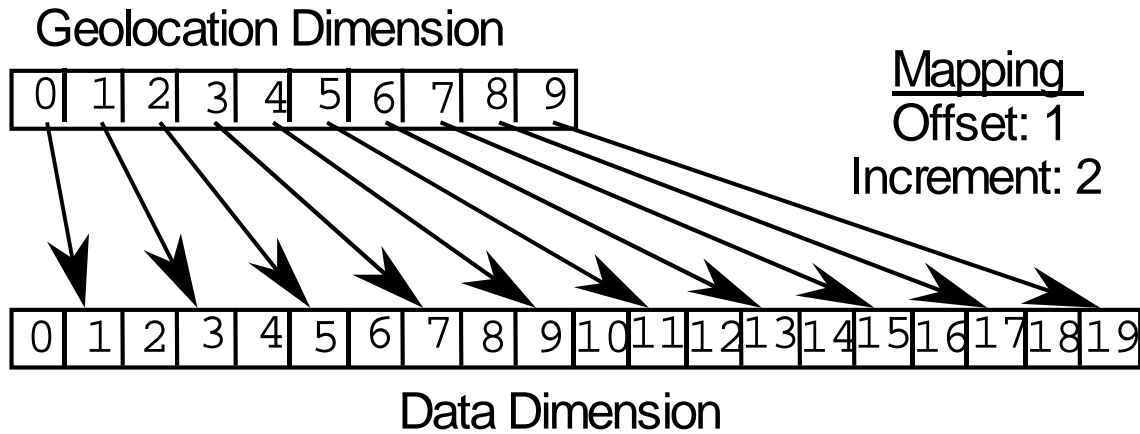 Geolocation Dimension
0 1 2 3 4 5 6 7 8 9
Mapping
Offset: 1
Increment: 2
0 1 2 3 4 5 6 7 8 9 10 11 12 13 14 15 16 17 18 19
Data Dimension